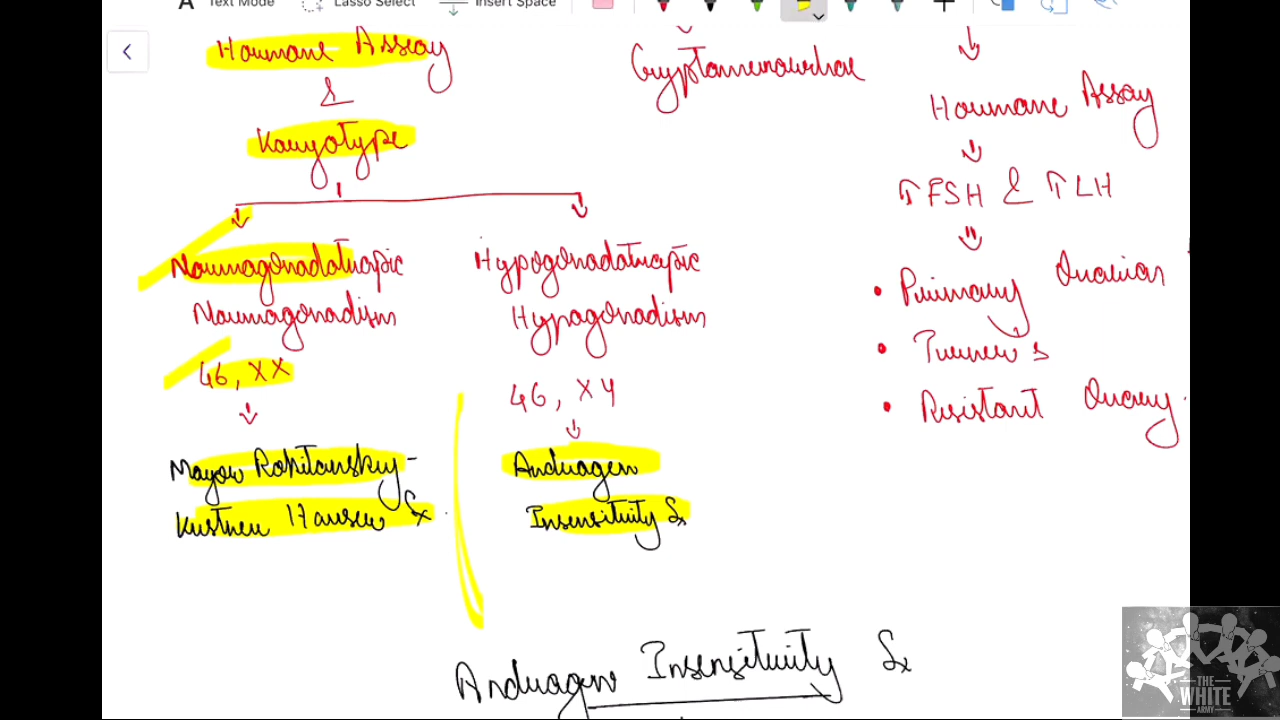 Text Mode
Lasso Select
Insert Space
Hormone Assay
&
Karyotype
Normogonadotropic
Normogonadism
46, XX
Mayor Rokitansky-
Kustner Hauser Sx
Hypogonadotropic
Hypogonadism
46, XY
Androgen
Insensitivity Sx
Cryptomenorrhoe
Hormone Assay
↑ FSH & ↑ LH
• Primary Ovarian
• Turner's
• Resistant Ovary.
Androgen Insensitivity Sx
THE
WHITE
ARMY